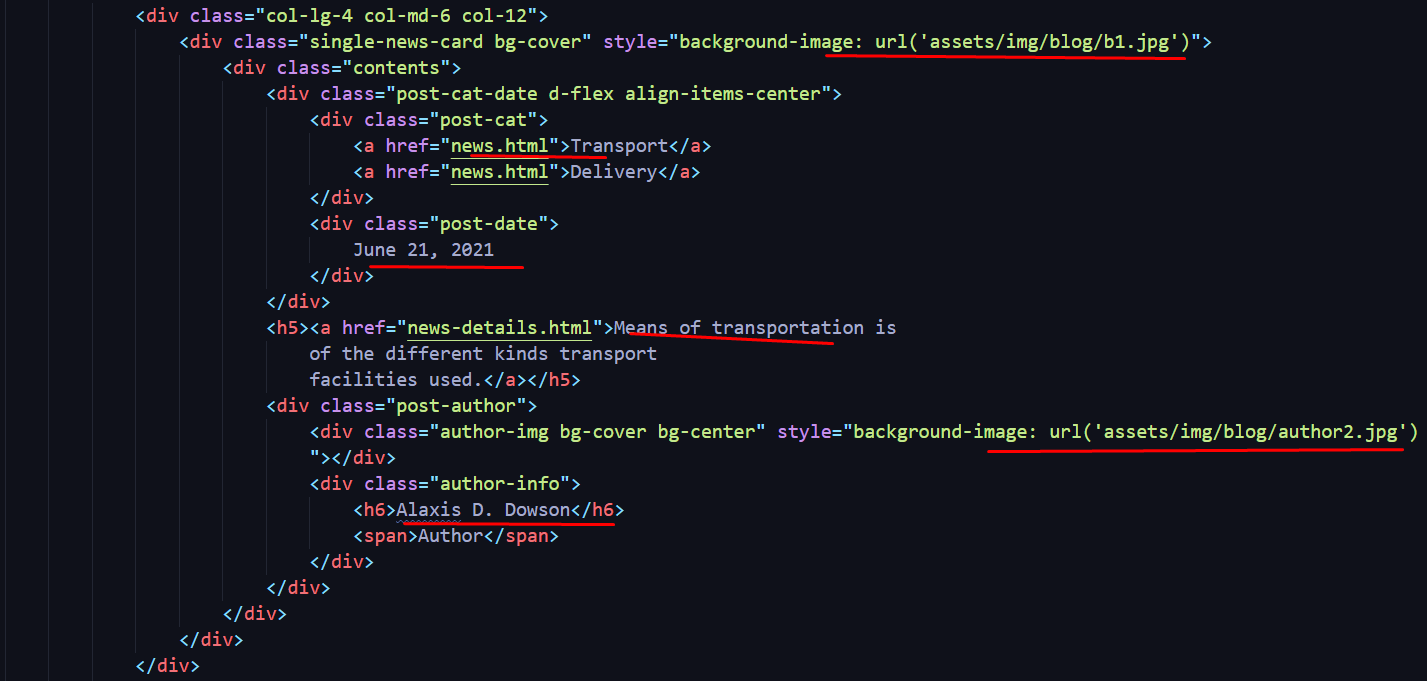 <div class="col-lg-4 col-md-6 col-12">
<div class="single-news-card bg-cover" style="background-image: url('assets/img/blog/b1.jpg')">
<div class="contents">
<div class="post-cat-date d-flex align-items-center">
<div class="post-cat">
<a href="news.html">Transport</a>
<a href="news.html">Delivery</a>
</div>
<div class="post-date">
June 21, 2021
</div>
</div>
<h5><a href="news-details.html">Means of transportation is
of the different kinds transport
facilities used.</a></h5>
<div class="post-author">
<div class="author-img bg-cover bg-center" style="background-image: url('assets/img/blog/author2.jpg')
"></div>
<div class="author-info">
<h6>Alaxis D. Dowson</h6>
<span>Author</span>
</div>
</div>
</div>
</div>
</div>